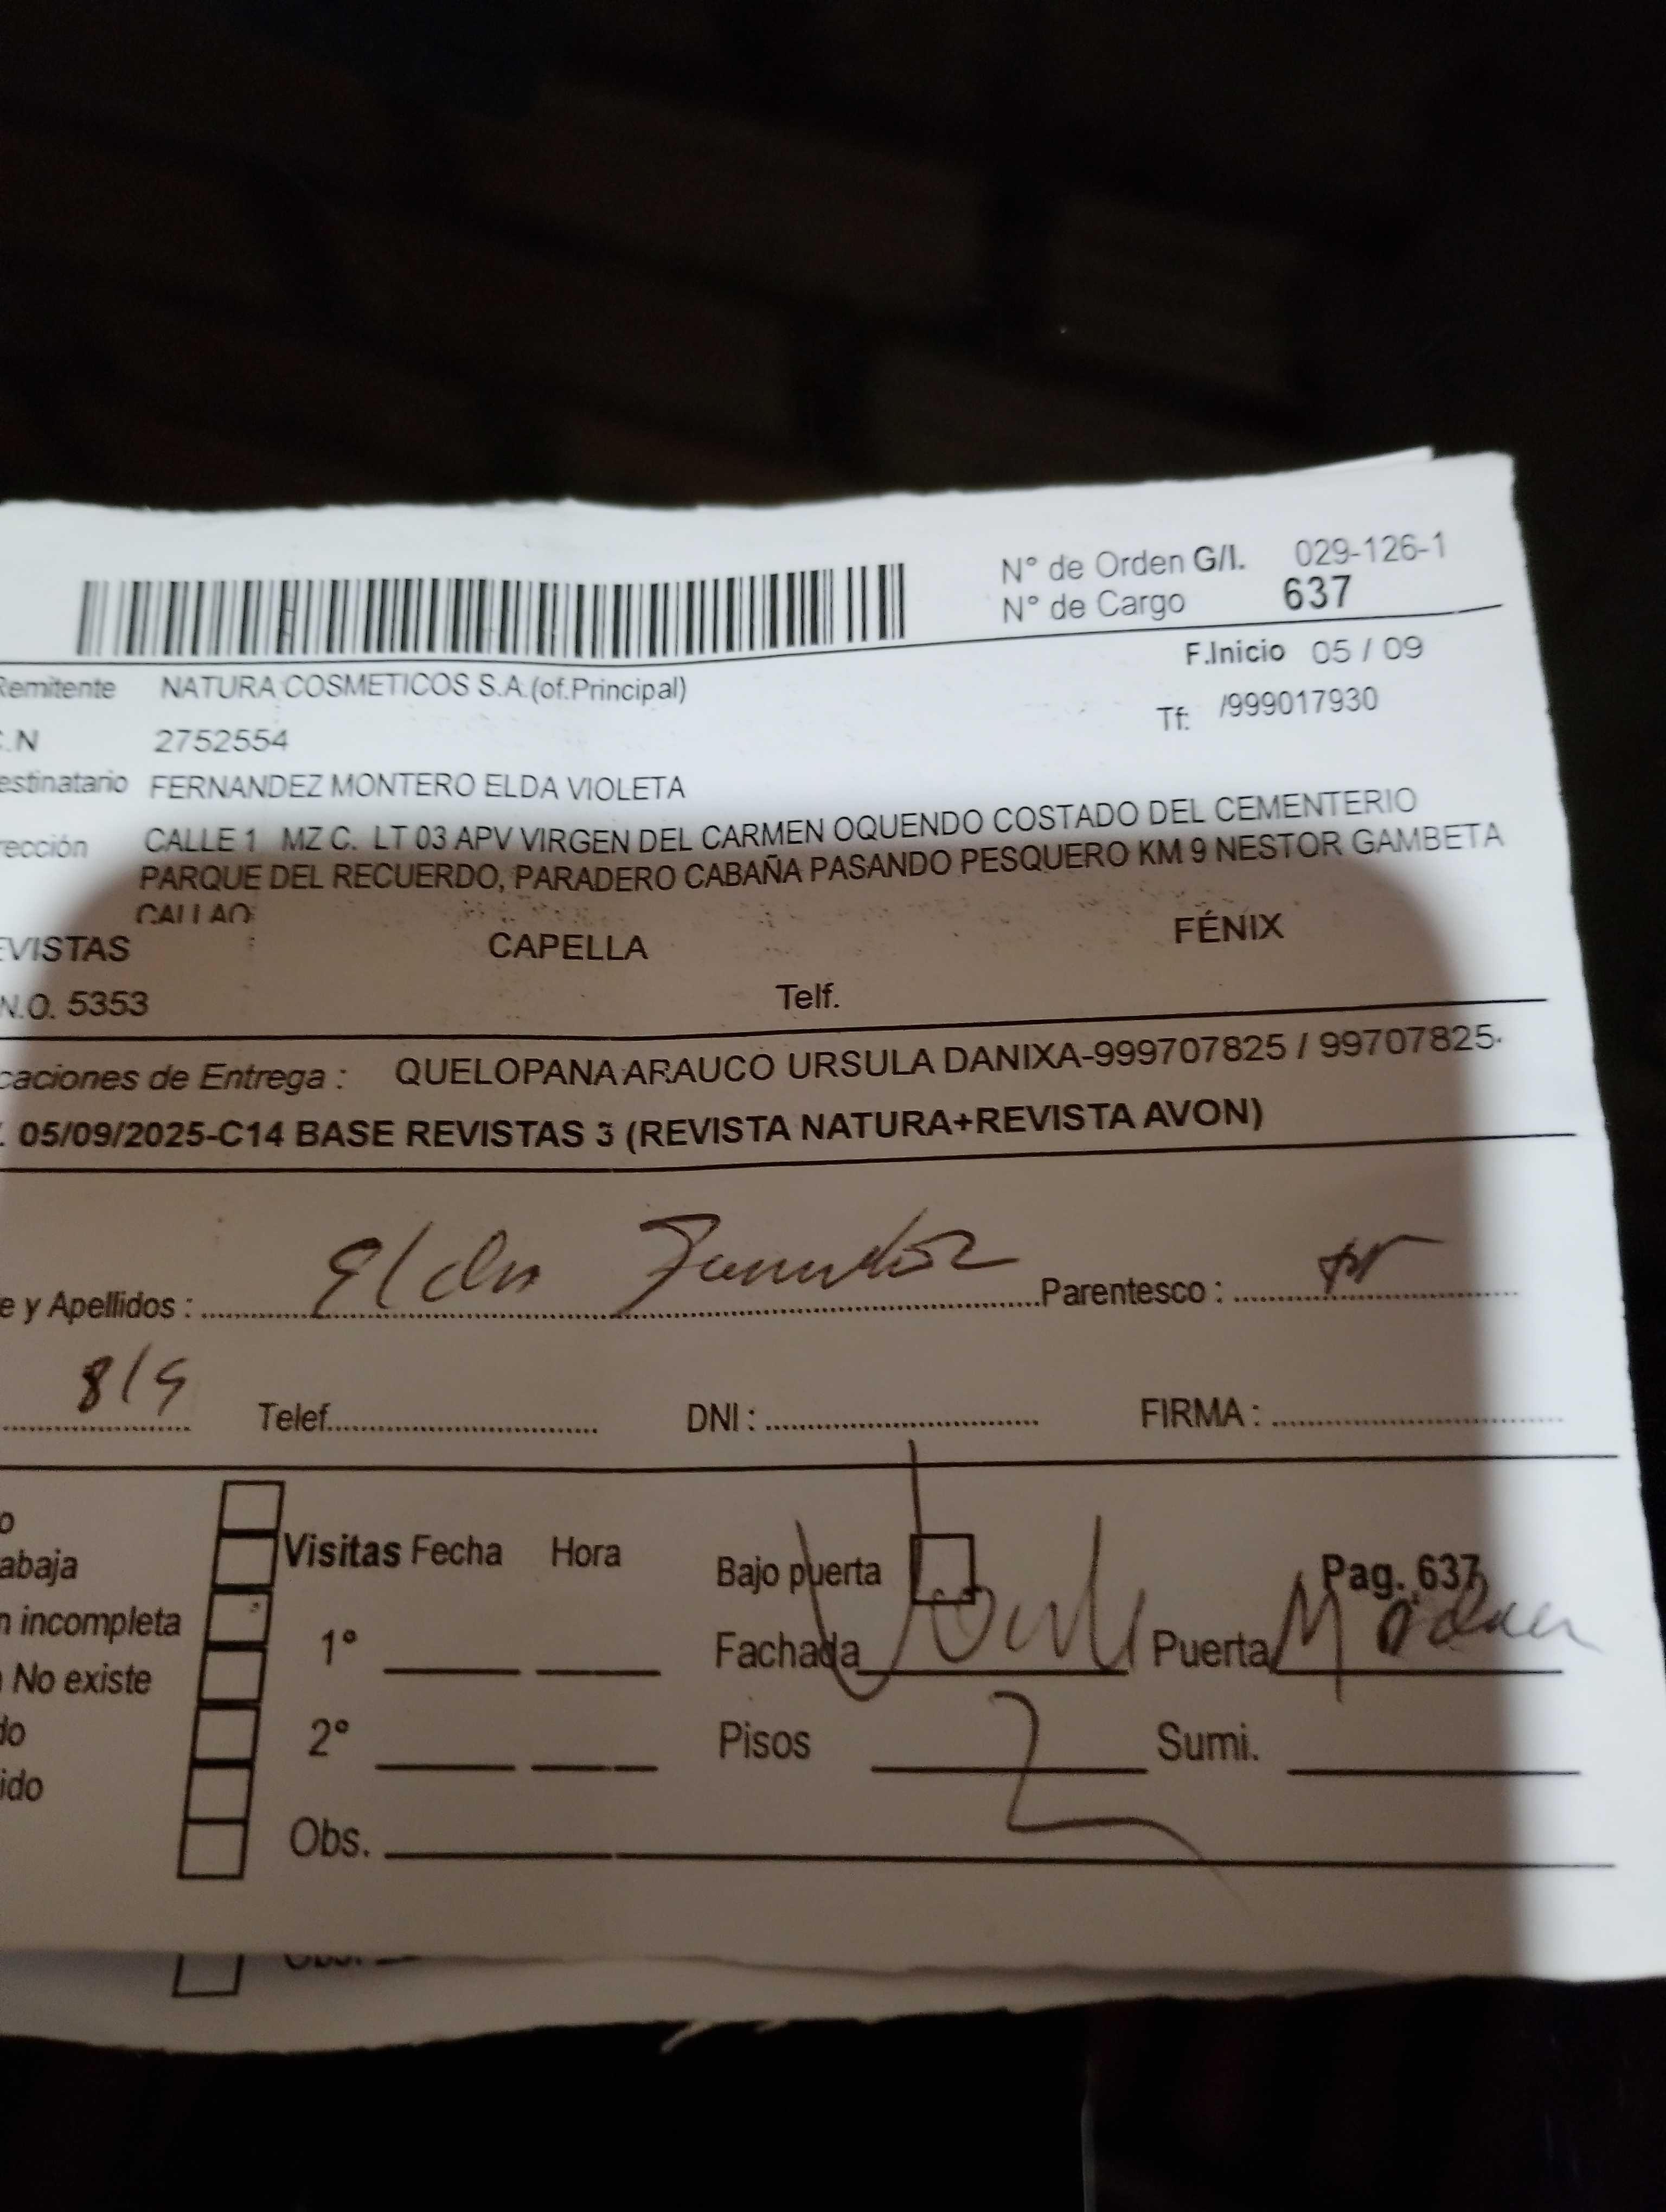 N° de Orden G/I. 029-126-1
N° de Cargo 637
F.Inicio 05 / 09
Remitente NATURA COSMETICOS S.A.(of.Principal)
Tf: /999017930
C.N 2752554
estinatario FERNANDEZ MONTERO ELDA VIOLETA
rección CALLE 1 MZ C. LT 03 APV VIRGEN DEL CARMEN OQUENDO COSTADO DEL CEMENTERIO
PARQUE DEL RECUERDO, PARADERO CABAÑA PASANDO PESQUERO KM 9 NESTOR GAMBETA
CALLAO
EVISTAS CAPELLA FÉNIX
N.O. 5353 Telf.
caciones de Entrega : QUELOPANA ARAUCO URSULA DANIXA-999707825 / 99707825-
05/09/2025-C14 BASE REVISTAS 3 (REVISTA NATURA+REVISTA AVON)
e y Apellidos : Elda Fernandez Parentesco :
8/9 Telef. DNI : FIRMA :
o
abaja Visitas Fecha Hora Bajo puerta Pag. 637
n incompleta
1° Fachada Puerta
No existe
do 2° Pisos 2 Sumi.
ido
Obs.
Obs.